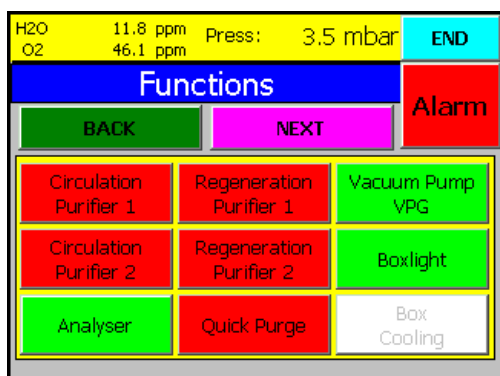 H2O 11.8 ppm Press: 3.5 mbar END
O2 46.1 ppm
Functions
Alarm
BACK NEXT
Circulation Regeneration Vacuum Pump
Purifier 1 Purifier 1 VPG
Circulation Regeneration Boxlight
Purifier 2 Purifier 2
Analyser Quick Purge Box
Cooling